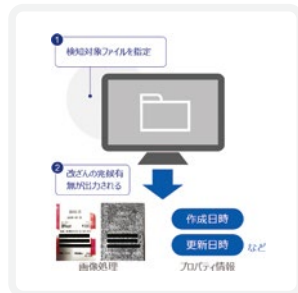 1
検知対象ファイルを指定
2
改ざんの痕跡有
無が出力される
作成日時
更新日時 など
画像処理
プロパティ情報